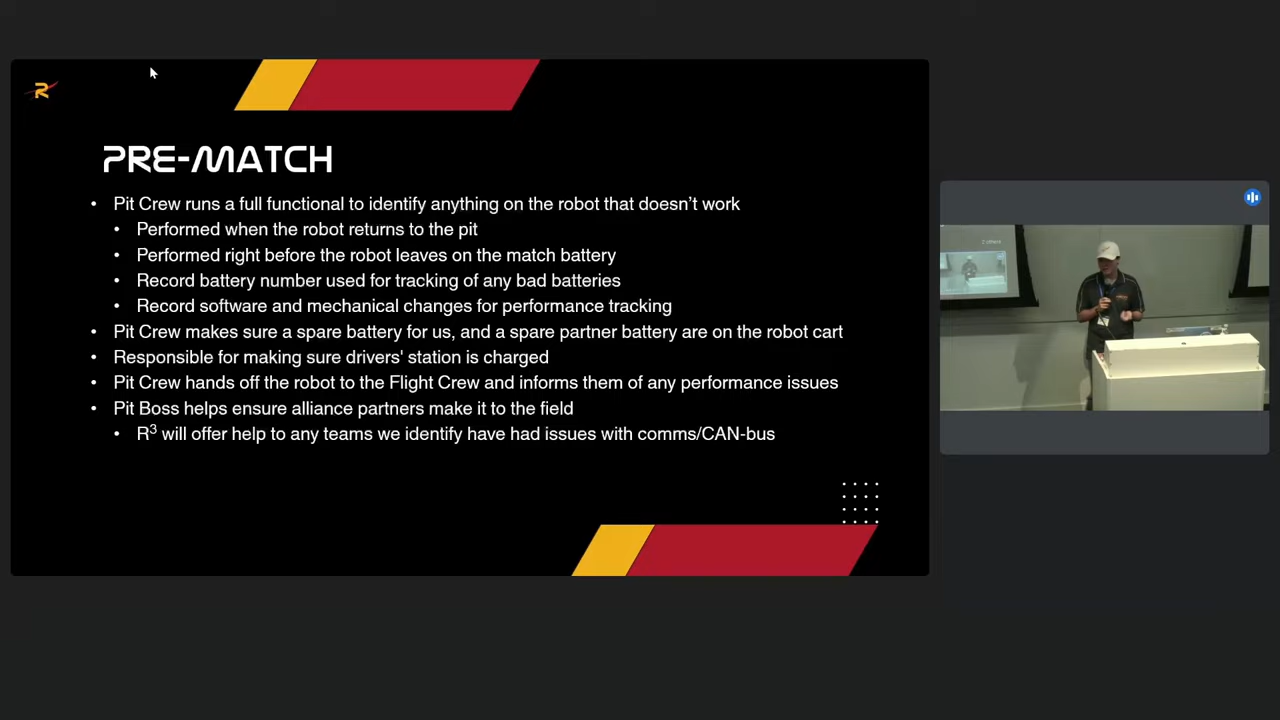 R
PRE-MATCH
• Pit Crew runs a full functional to identify anything on the robot that doesn’t work
• Performed when the robot returns to the pit
• Performed right before the robot leaves on the match battery
• Record battery number used for tracking of any bad batteries
• Record software and mechanical changes for performance tracking
• Pit Crew makes sure a spare battery for us, and a spare partner battery are on the robot cart
• Responsible for making sure drivers' station is charged
• Pit Crew hands off the robot to the Flight Crew and informs them of any performance issues
• Pit Boss helps ensure alliance partners make it to the field
• R³ will offer help to any teams we identify have had issues with comms/CAN-bus